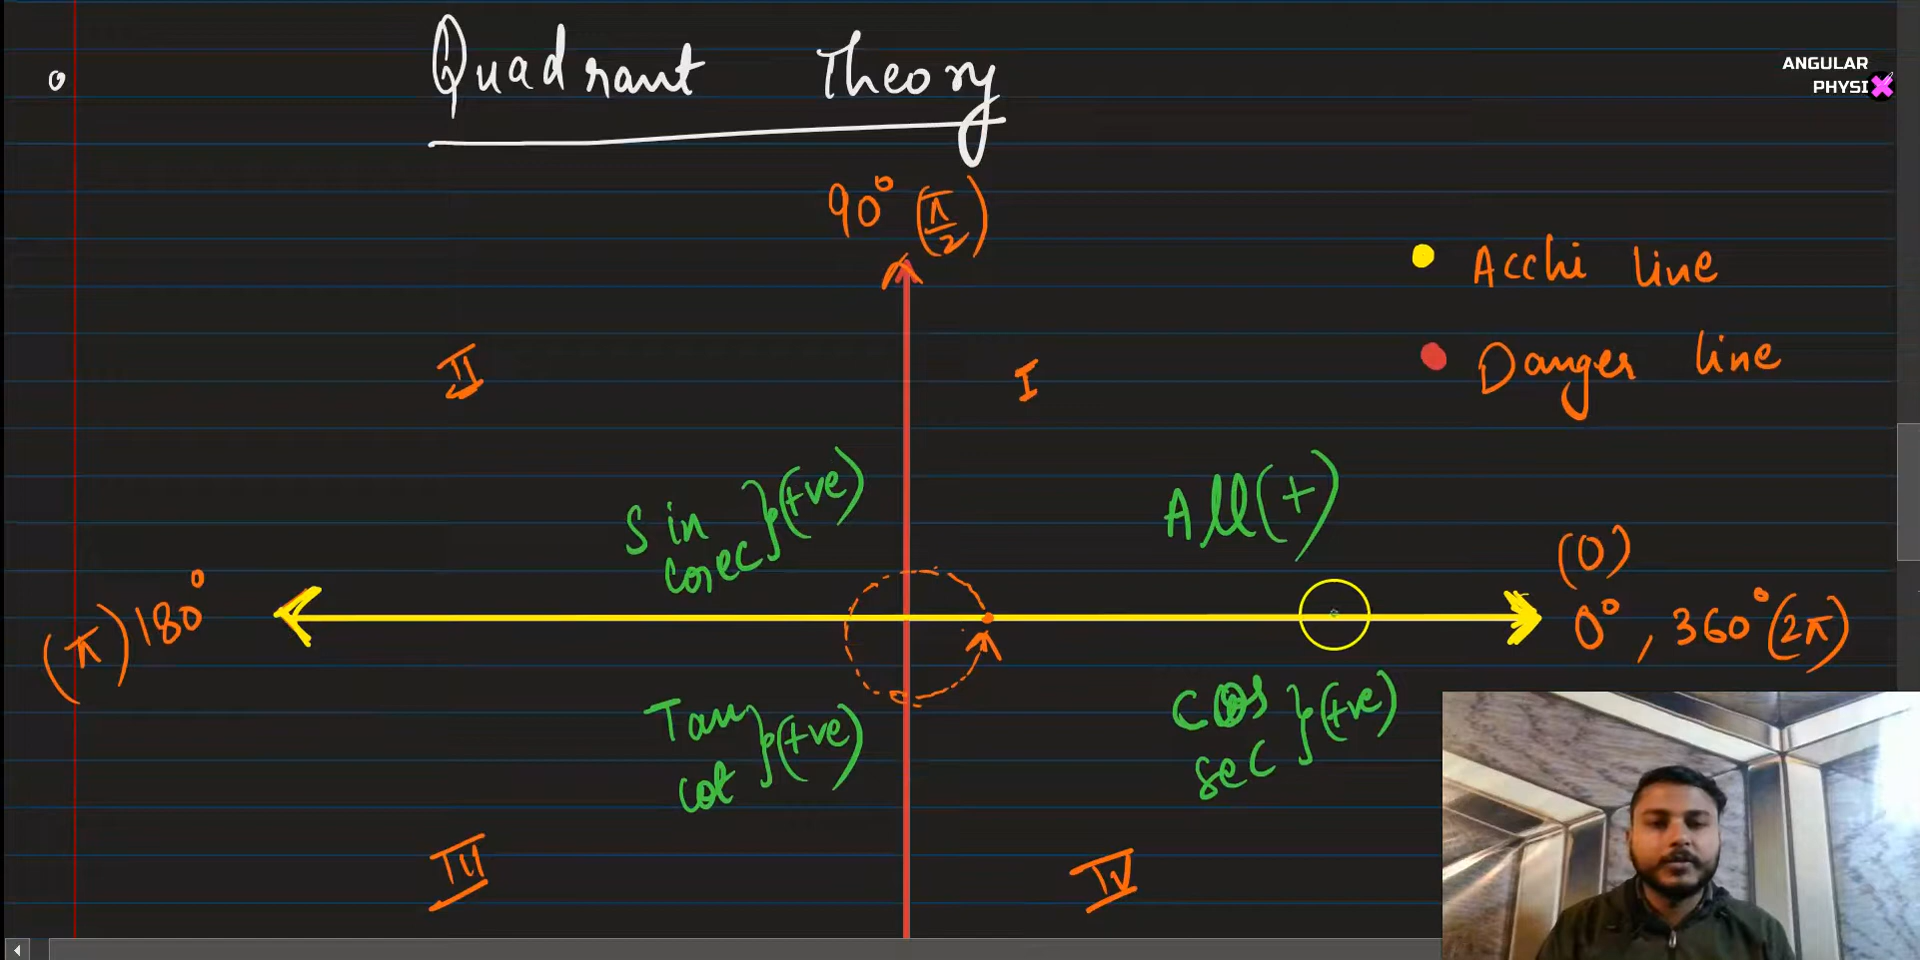 Quadrant Theory
ANGULAR
PHYSI
90° (π/2)
Acchi line
Danger line
II
I
Sin
cosec } (+ve)
All (+)
(π) 180°
(0)
0°, 360° (2π)
Tan
cot } (+ve)
cos
sec } (+ve)
III
IV